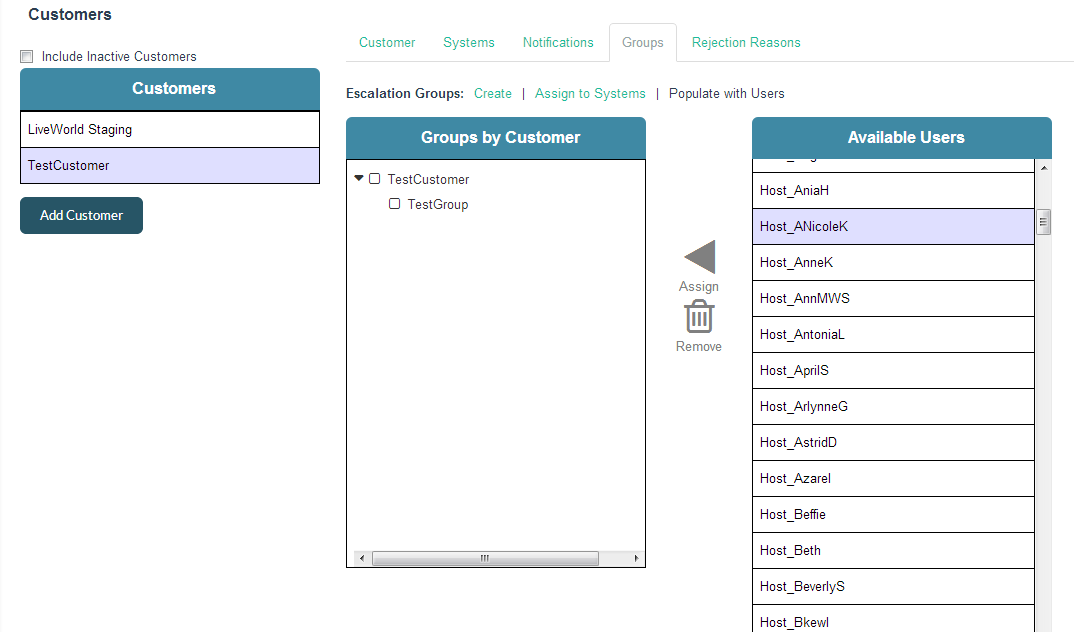 Customers
Include Inactive Customers
Customers
LiveWorld Staging
TestCustomer
Add Customer
Customer Systems Notifications Groups Rejection Reasons
Escalation Groups: Create | Assign to Systems | Populate with Users
Groups by Customer
TestCustomer
TestGroup
Assign
Remove
Available Users
Host_AniaH
Host_ANicoleK
Host_AnneK
Host_AnnMWS
Host_AntoniaL
Host_AprilS
Host_ArlynneG
Host_AstridD
Host_Azarel
Host_Beffie
Host_Beth
Host_BeverlyS
Host_Bkewl